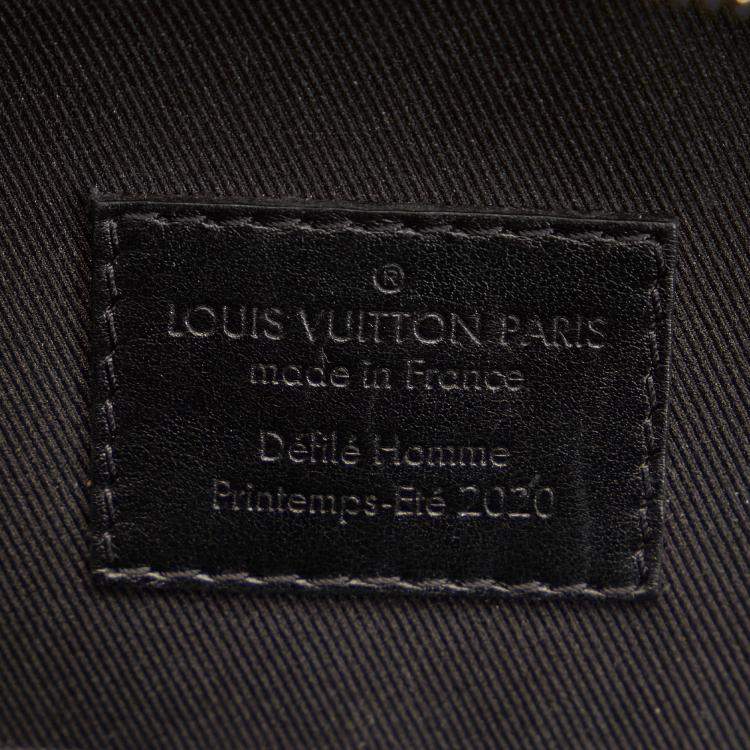 ®
LOUIS VUITTON PARIS
made in France
Défilé Homme
Printemps-Eté 2020